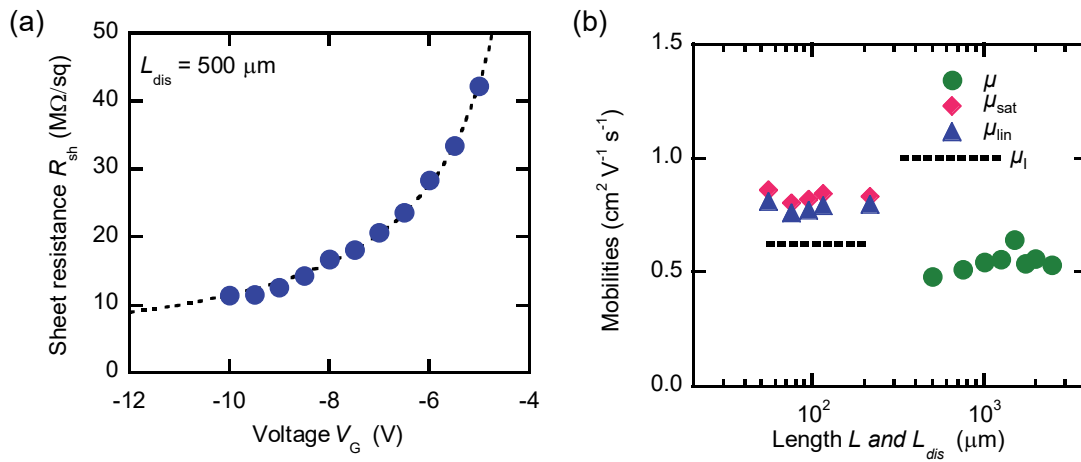 (a)
50
40
30
20
10
0
Sheet resistance R_sh (MΩ/sq)
L_dis = 500 μm
-12 -10 -8 -6 -4
Voltage V_G (V)
(b)
1.5
1.0
0.5
0.0
Mobilities (cm² V⁻¹ s⁻¹)
μ
μ_sat
μ_lin
μ_I
10² 10³
Length L and L_dis (μm)